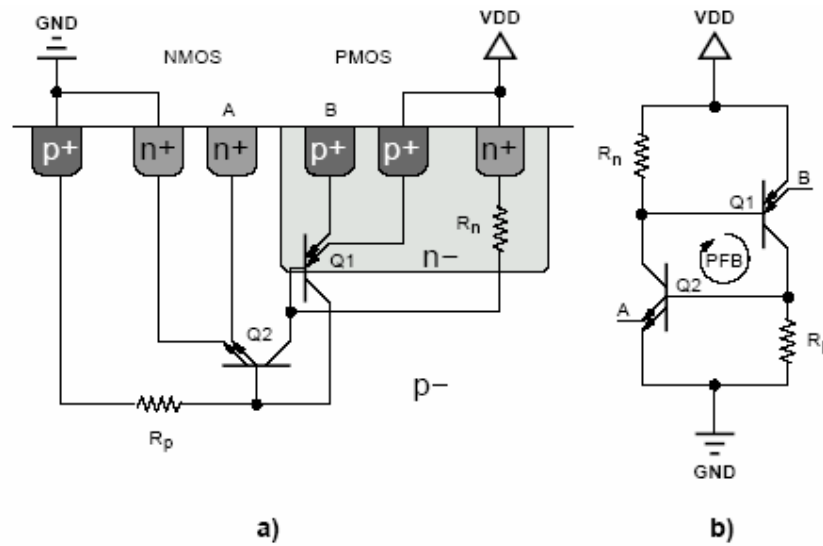 GND
VDD
NMOS
PMOS
A
B
p+
n+
n+
p+
p+
n+
Rn
Q1
n-
Q2
p-
Rp
a)
VDD
Rn
B
Q1
PFB
Q2
A
R
GND
b)